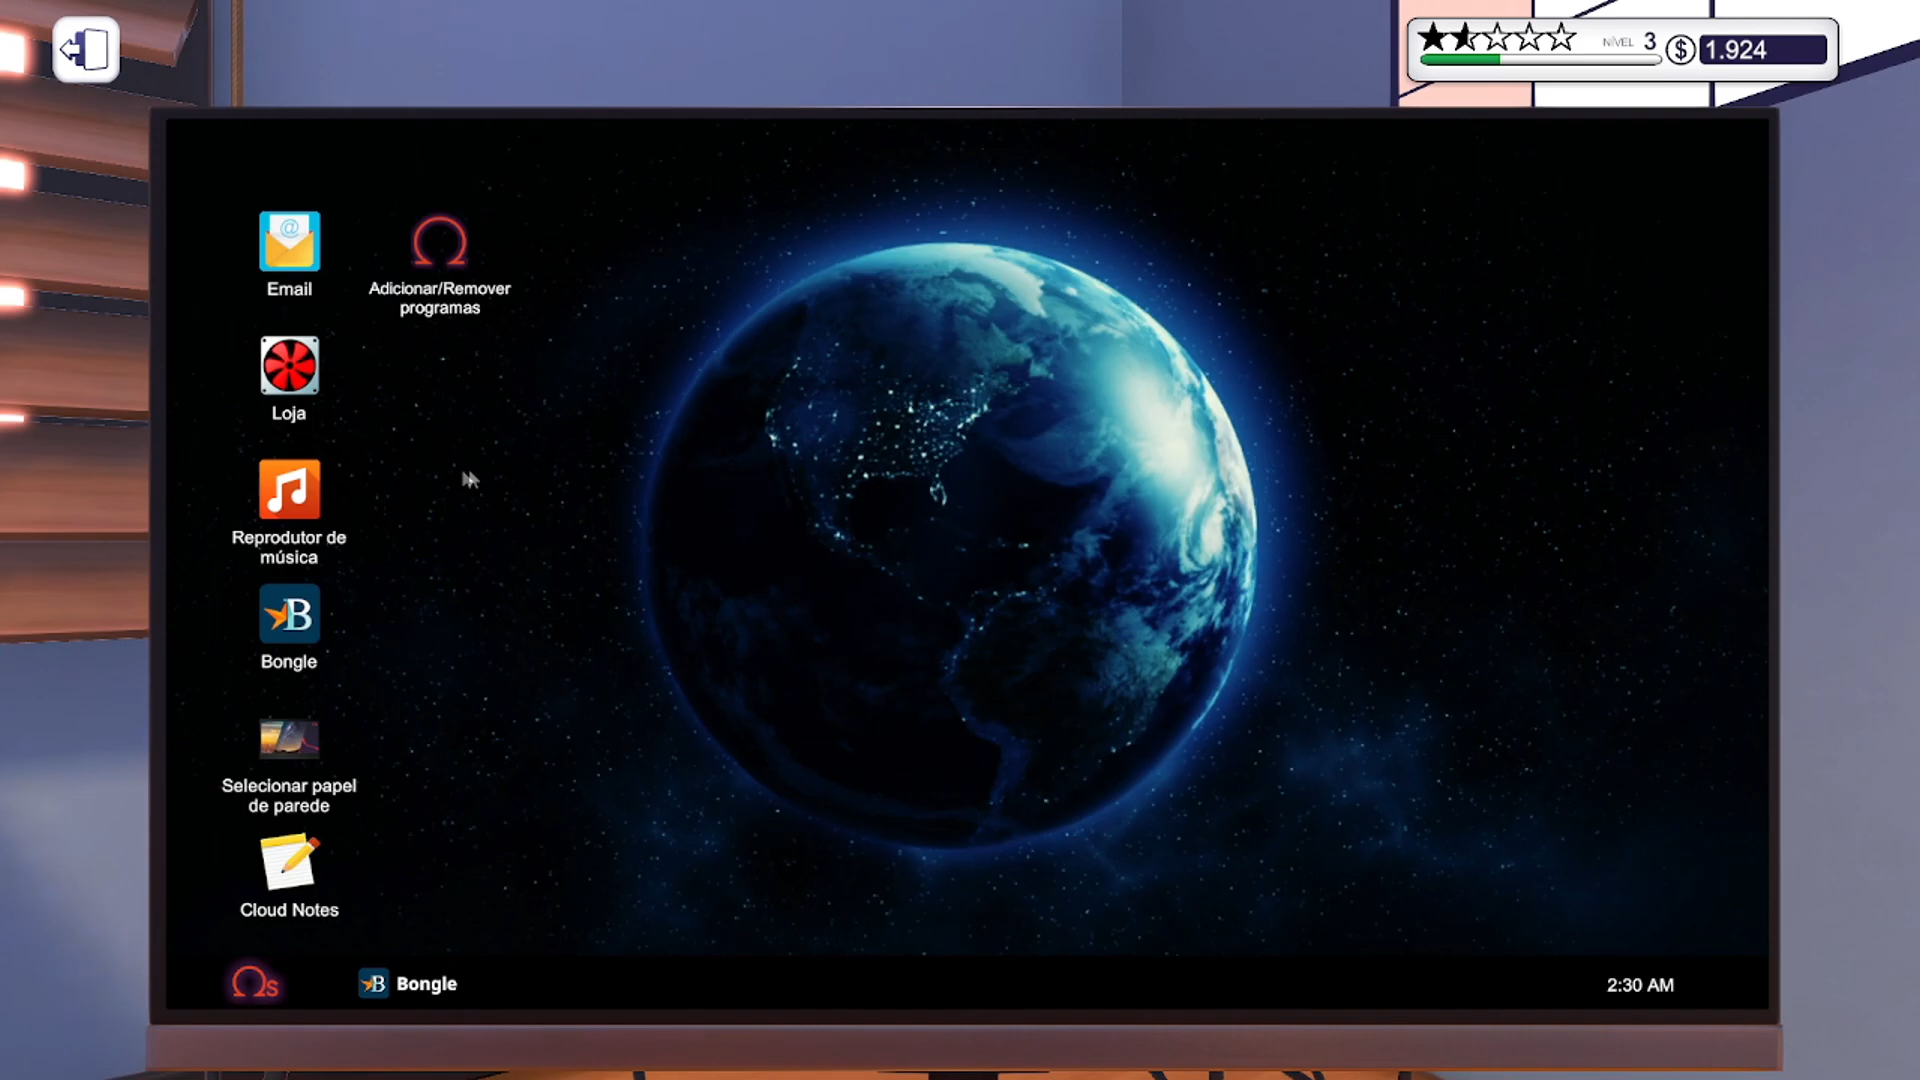 NÍVEL 3
$ 1.924
@
Email
Adicionar/Remover
programas
Loja
Reprodutor de
música
B
Bongle
Selecionar papel
de parede
Cloud Notes
Ωs
B Bongle
2:30 AM